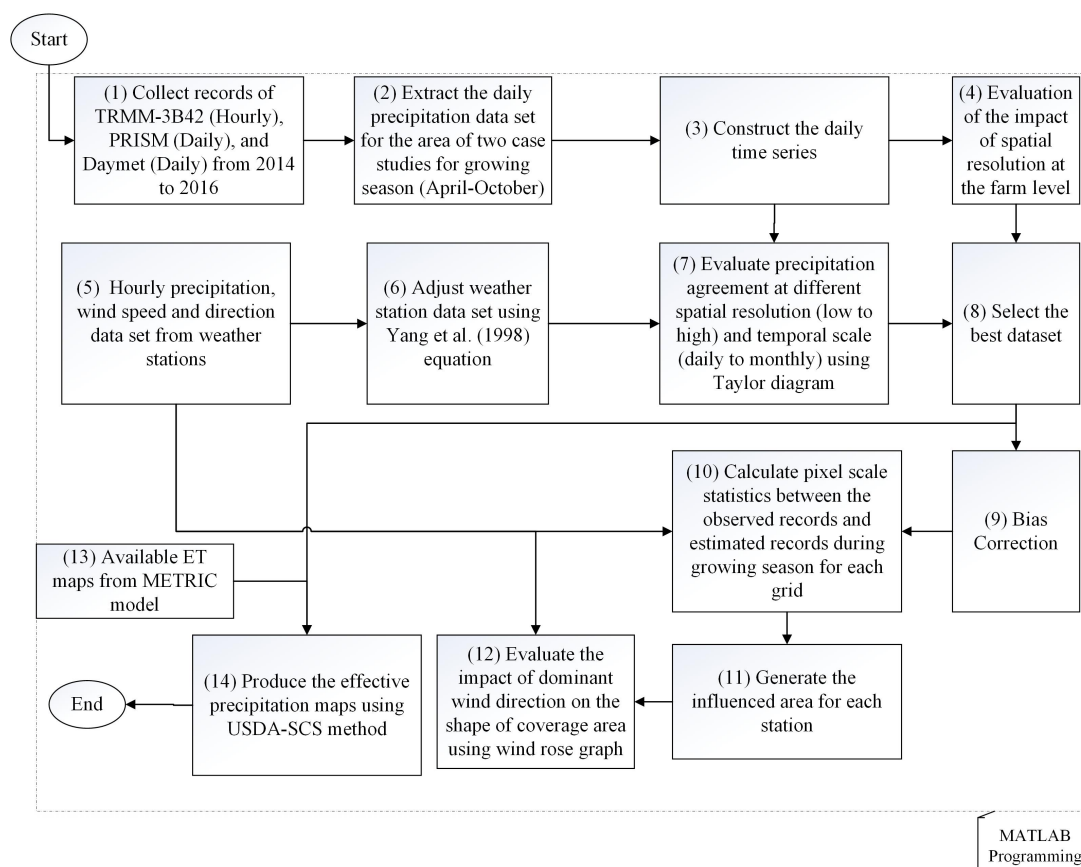 Start
(1) Collect records of
TRMM-3B42 (Hourly),
PRISM (Daily), and
Daymet (Daily) from 2014
to 2016
(2) Extract the daily
precipitation data set
for the area of two case
studies for growing
season (April-October)
(3) Construct the daily
time series
(4) Evaluation
of the impact
of spatial
resolution at
the farm level
(5) Hourly precipitation,
wind speed and direction
data set from weather
stations
(6) Adjust weather
station data set using
Yang et al. (1998)
equation
(7) Evaluate precipitation
agreement at different
spatial resolution (low to
high) and temporal scale
(daily to monthly) using
Taylor diagram
(8) Select the
best dataset
(9) Bias
Correction
(10) Calculate pixel scale
statistics between the
observed records and
estimated records during
growing season for each
grid
(13) Available ET
maps from METRIC
model
(14) Produce the effective
precipitation maps using
USDA-SCS method
(12) Evaluate the
impact of dominant
wind direction on the
shape of coverage area
using wind rose graph
(11) Generate the
influenced area for each
station
End
MATLAB
Programming